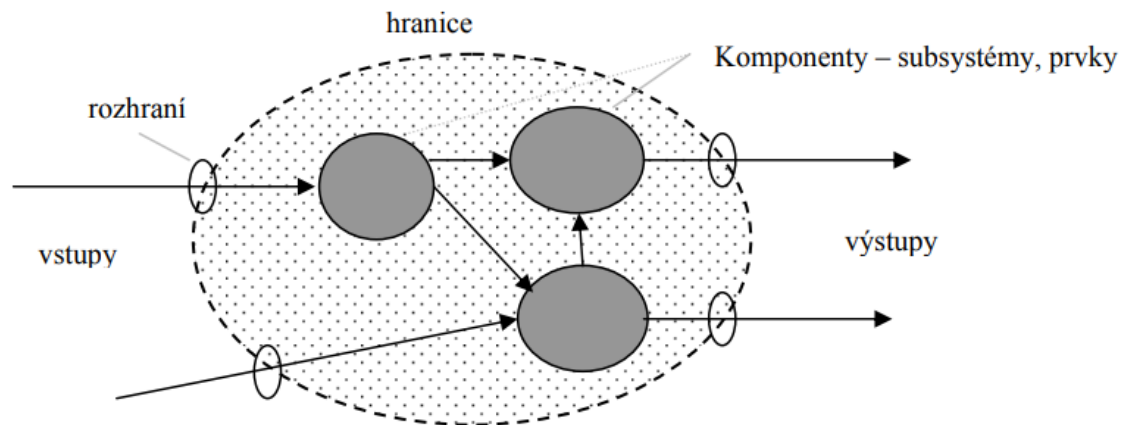 hranice
Komponenty – subsystémy, prvky
rozhraní
vstupy
výstupy